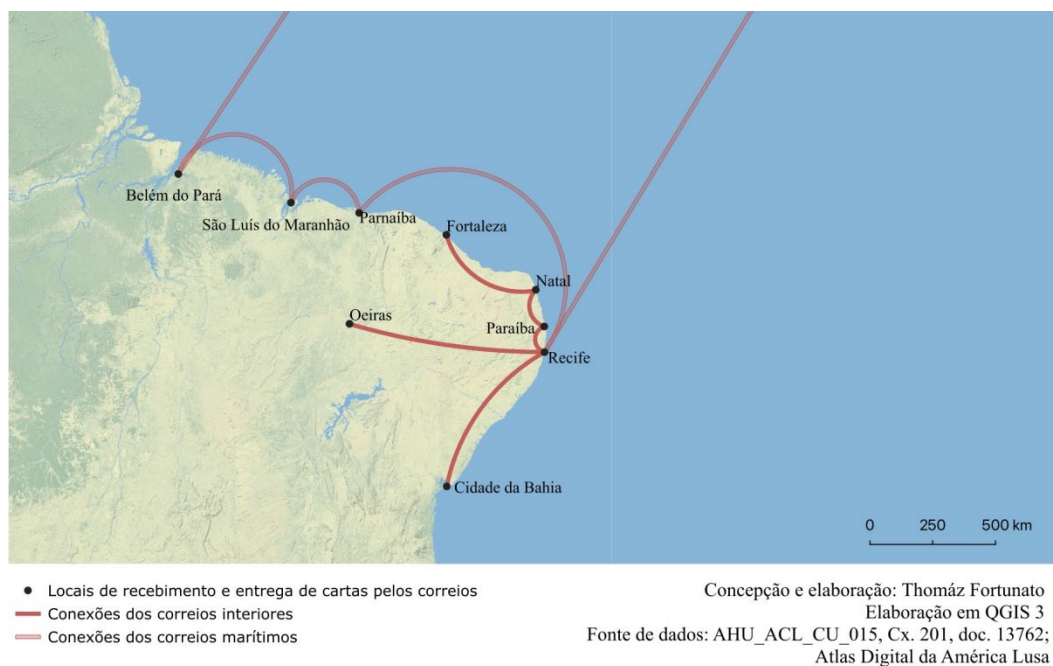 Belém do Pará
São Luís do Maranhão
Parnaíba
Fortaleza
Natal
Oeiras
Paraíba
Recife
Cidade da Bahia
0 250 500 km
Locais de recebimento e entrega de cartas pelos correios
Conexões dos correios interiores
Conexões dos correios marítimos
Concepção e elaboração: Thomáz Fortunato
Elaboração em QGIS 3
Fonte de dados: AHU_ACL_CU_015, Cx. 201, doc. 13762;
Atlas Digital da América Lusa